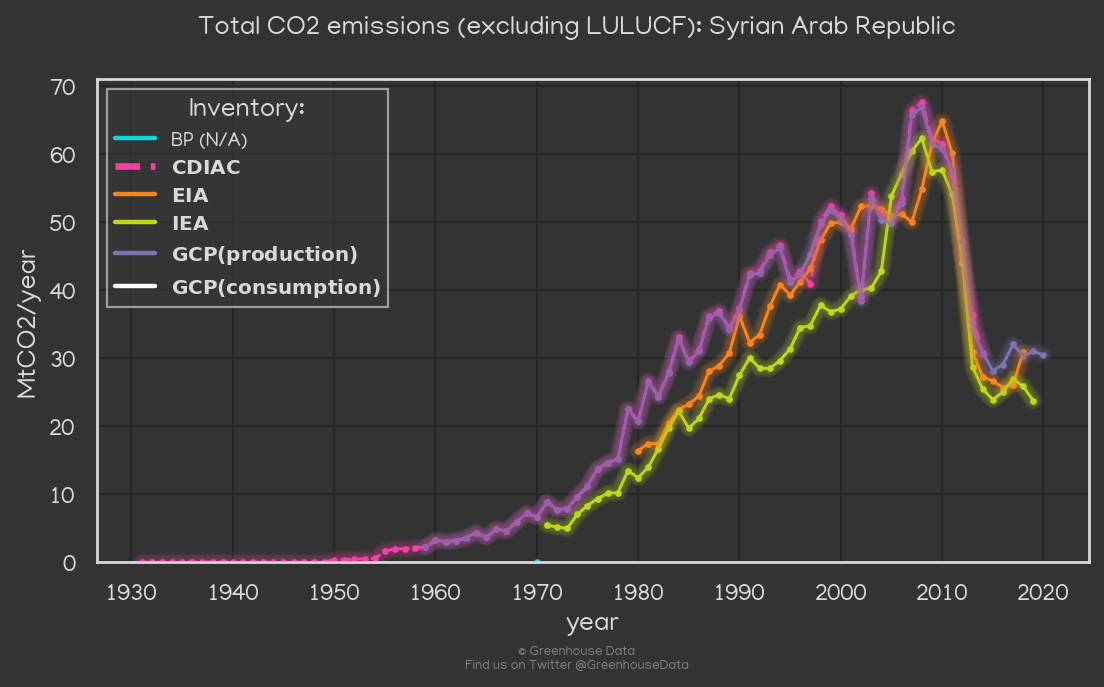 Total CO2 emissions (excluding LULUCF): Syrian Arab Republic
70
60
50
40
30
20
10
0
MtCO2/year
Inventory:
BP (N/A)
CDIAC
EIA
IEA
GCP(production)
GCP(consumption)
1930 1940 1950 1960 1970 1980 1990 2000 2010 2020
year
© Greenhouse Data
Find us on Twitter @GreenhouseData